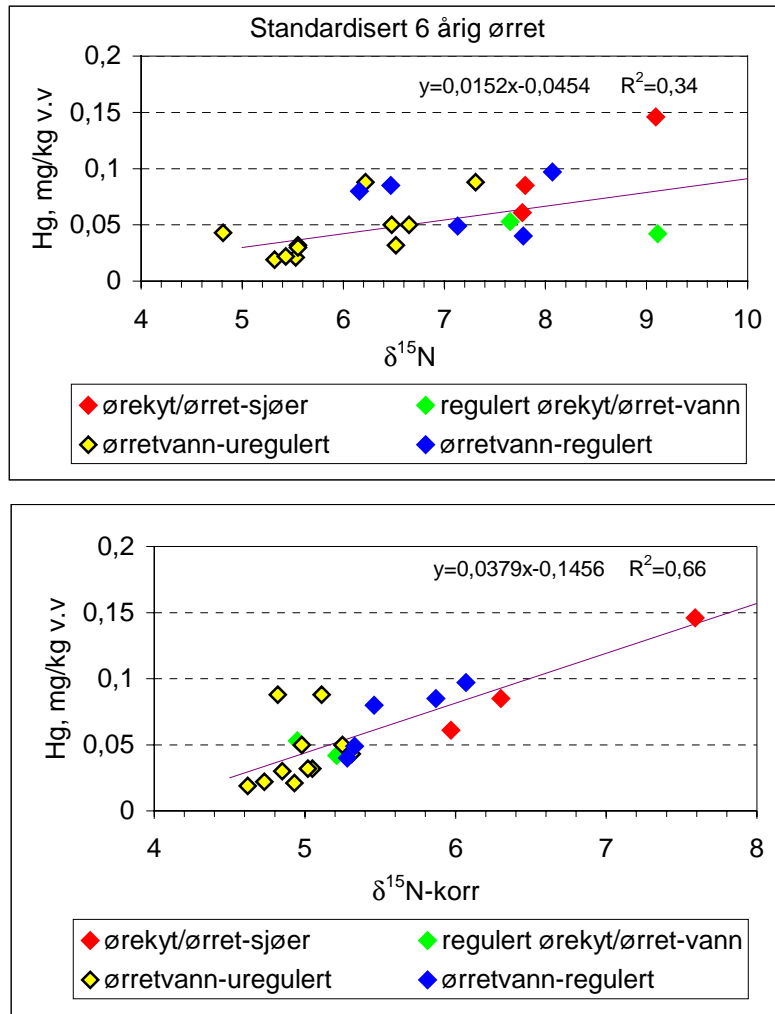 Standardisert 6 årig ørret
y=0,0152x-0,0454 R²=0,34
0,2
0,15
0,1
0,05
0
Hg, mg/kg v.v
4 5 6 7 8 9 10
δ¹⁵N
ørekyt/ørret-sjøer regulert ørekyt/ørret-vann
ørretvann-uregulert ørretvann-regulert
y=0,0379x-0,1456 R²=0,66
0,2
0,15
0,1
0,05
0
Hg, mg/kg v.v
4 5 6 7 8
δ¹⁵N-korr
ørekyt/ørret-sjøer regulert ørekyt/ørret-vann
ørretvann-uregulert ørretvann-regulert